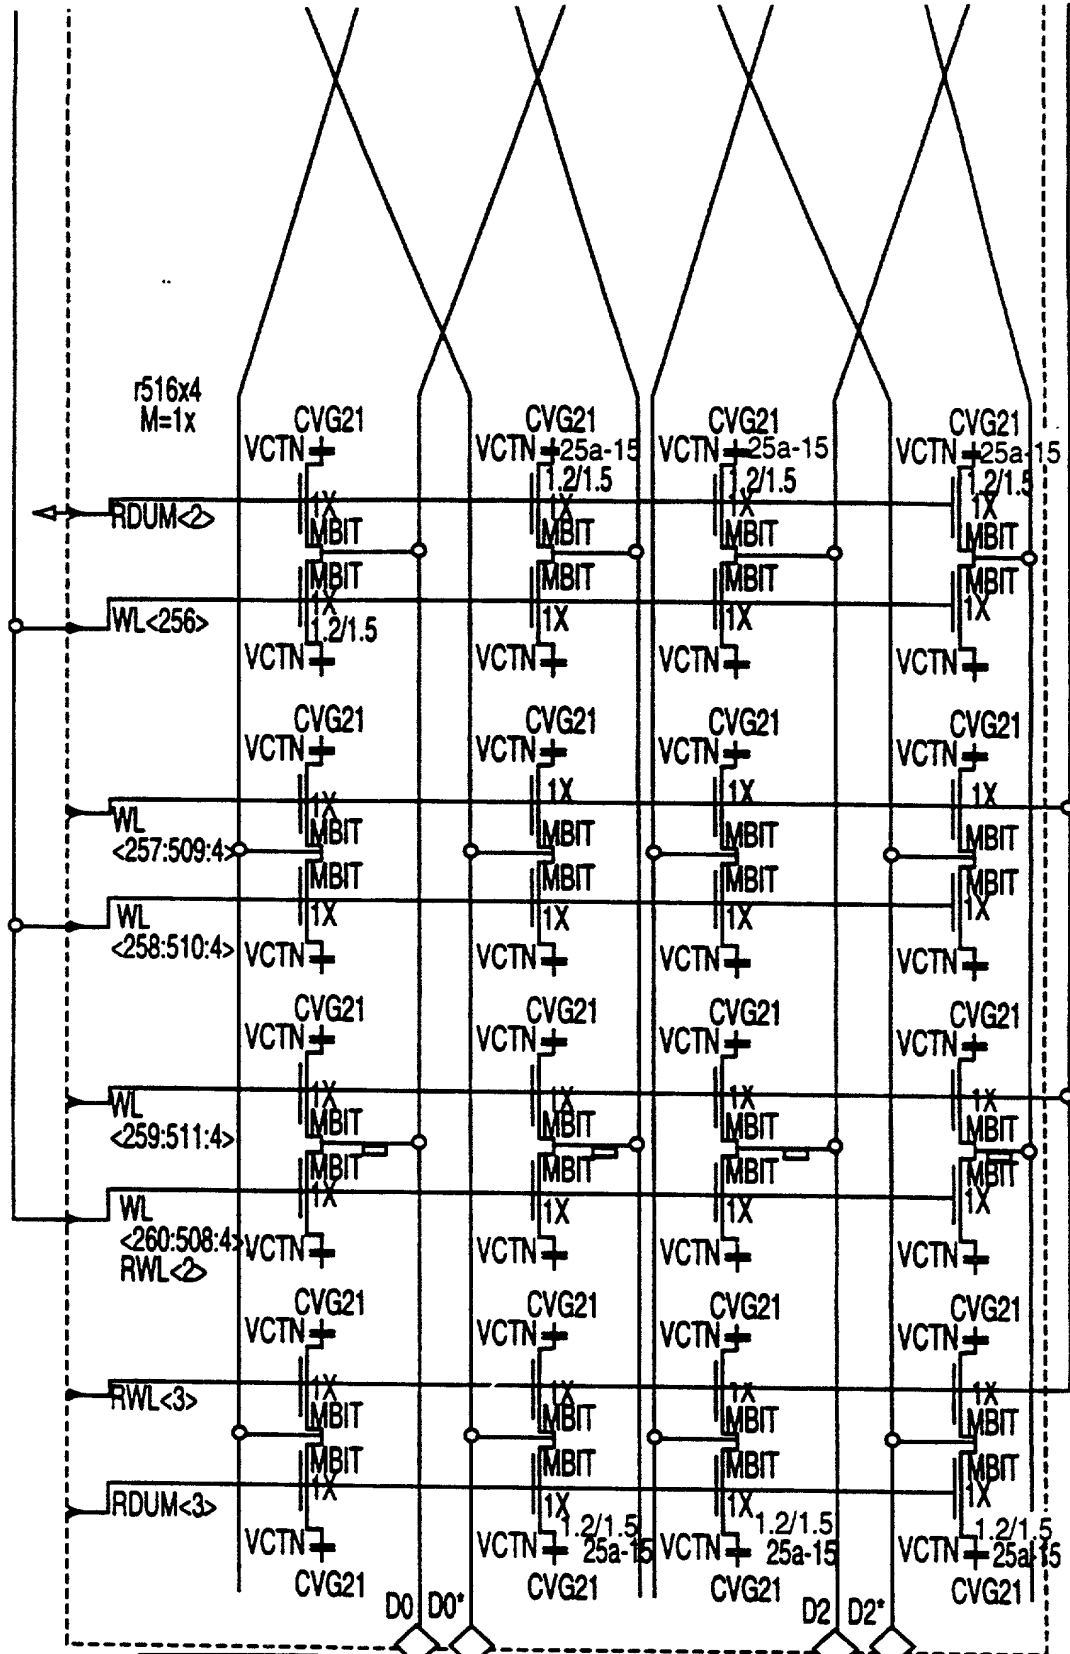 r516x4
M=1x
CVG21 CVG21 CVG21 CVG21
VCTN VCTN 25a-15 VCTN 25a-15 VCTN 25a-15
1.2/1.5 1.2/1.5 1.2/1.5
1X 1X 1X 1X
RDUM<2>
MBIT MBIT MBIT MBIT
MBIT MBIT MBIT MBIT
WL<256>
1X 1X 1X 1X
1.2/1.5
VCTN VCTN VCTN VCTN
CVG21 CVG21 CVG21 CVG21
VCTN VCTN VCTN VCTN
1X 1X 1X 1X
WL
<257:509:4>
MBIT MBIT MBIT MBIT
MBIT MBIT MBIT MBIT
WL
<258:510:4>
1X 1X 1X 1X
VCTN VCTN VCTN VCTN
CVG21 CVG21 CVG21 CVG21
VCTN VCTN VCTN VCTN
1X 1X 1X 1X
WL
<259:511:4>
MBIT MBIT MBIT MBIT
MBIT MBIT MBIT MBIT
1X 1X 1X 1X
WL
<260:508:4>
RWL<2>
VCTN VCTN VCTN VCTN
CVG21 CVG21 CVG21 CVG21
VCTN VCTN VCTN VCTN
1X 1X 1X 1X
RWL<3>
MBIT MBIT MBIT MBIT
MBIT MBIT MBIT MBIT
1X 1X 1X 1X
RDUM<3>
1.2/1.5 1.2/1.5 1.2/1.5
VCTN VCTN 25a-15 VCTN 25a-15 VCTN 25a-15
CVG21 CVG21 CVG21 CVG21
D0 D0* D2 D2*